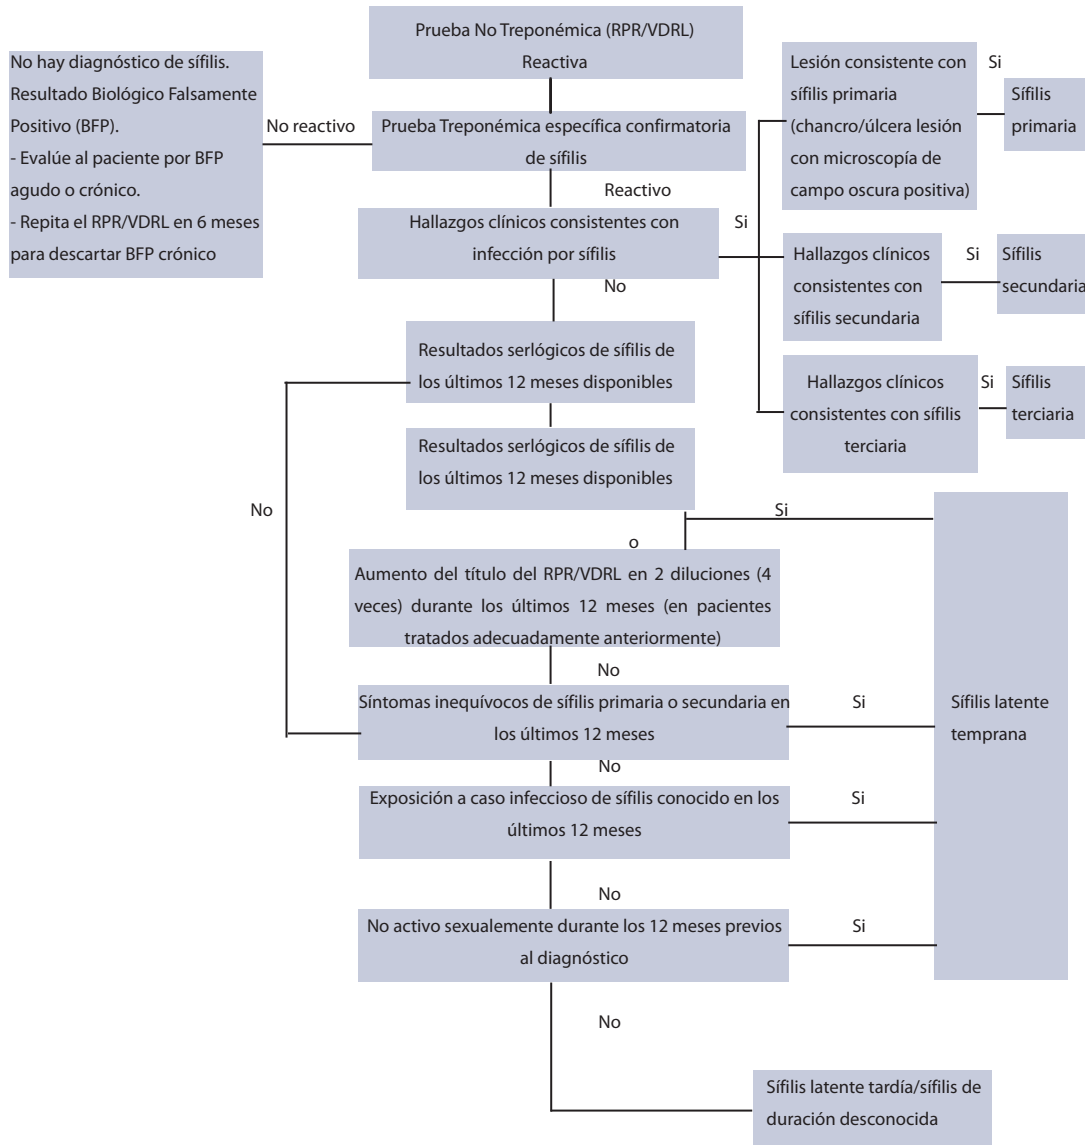 Prueba No Treponémica (RPR/VDRL)
Reactiva
No hay diagnóstico de sífilis.
Resultado Biológico Falsamente
Positivo (BFP).
- Evalúe al paciente por BFP
agudo o crónico.
- Repita el RPR/VDRL en 6 meses
para descartar BFP crónico
No reactivo
Prueba Treponémica específica confirmatoria
de sífilis
Reactivo
Hallazgos clínicos consistentes con
infección por sífilis
Si
Lesión consistente con
sífilis primaria
(chancro/úlcera lesión
con microscopía de
campo oscura positiva)
Si
Sífilis
primaria
Hallazgos clínicos
consistentes con
sífilis secundaria
Si
Sífilis
secundaria
Hallazgos clínicos
consistentes con sífilis
terciaria
Si
Sífilis
terciaria
No
Resultados serlógicos de sífilis de
los últimos 12 meses disponibles
Resultados serlógicos de sífilis de
los últimos 12 meses disponibles
No
Si
o
Aumento del título del RPR/VDRL en 2 diluciones (4
veces) durante los últimos 12 meses (en pacientes
tratados adecuadamente anteriormente)
No
Síntomas inequívocos de sífilis primaria o secundaria en
los últimos 12 meses
Si
Sífilis latente
temprana
No
Exposición a caso infeccioso de sífilis conocido en los
últimos 12 meses
Si
No
No activo sexualemente durante los 12 meses previos
al diagnóstico
Si
No
Sífilis latente tardía/sífilis de
duración desconocida